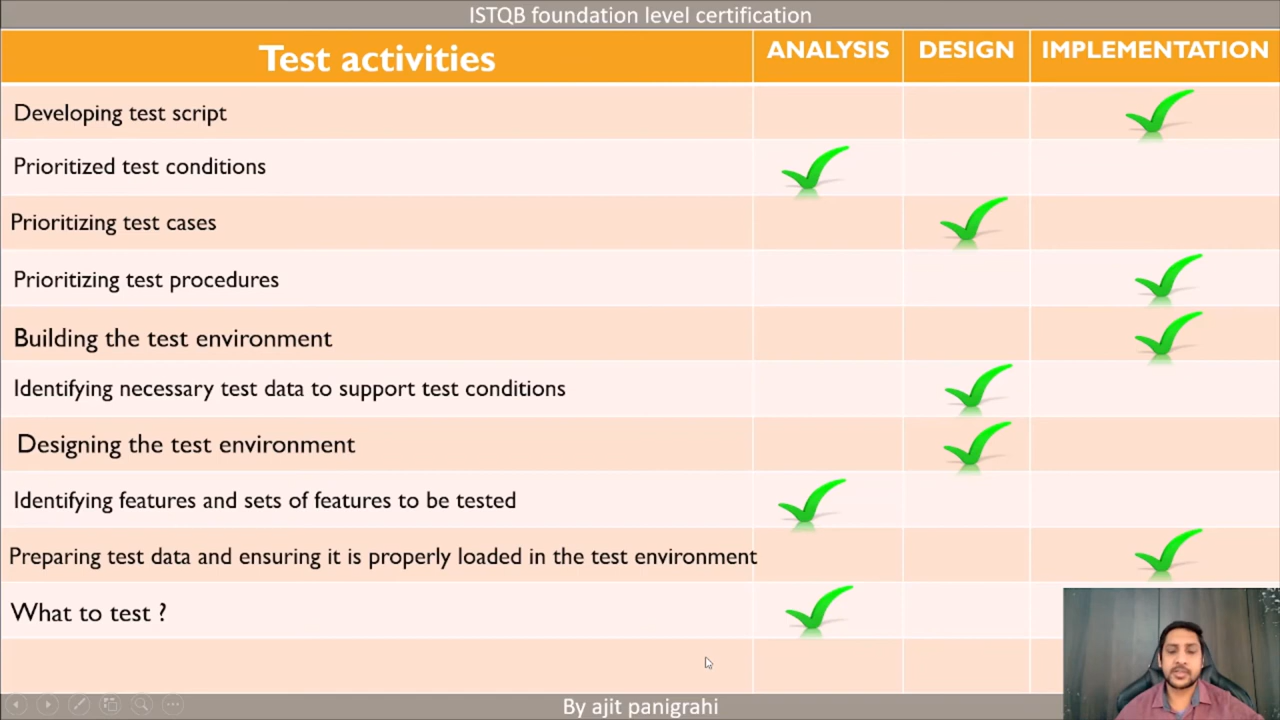 ISTQB foundation level certification
Test activities ANALYSIS DESIGN IMPLEMENTATION
Developing test script
Prioritized test conditions
Prioritizing test cases
Prioritizing test procedures
Building the test environment
Identifying necessary test data to support test conditions
Designing the test environment
Identifying features and sets of features to be tested
Preparing test data and ensuring it is properly loaded in the test environment
What to test ?
By ajit panigrahi